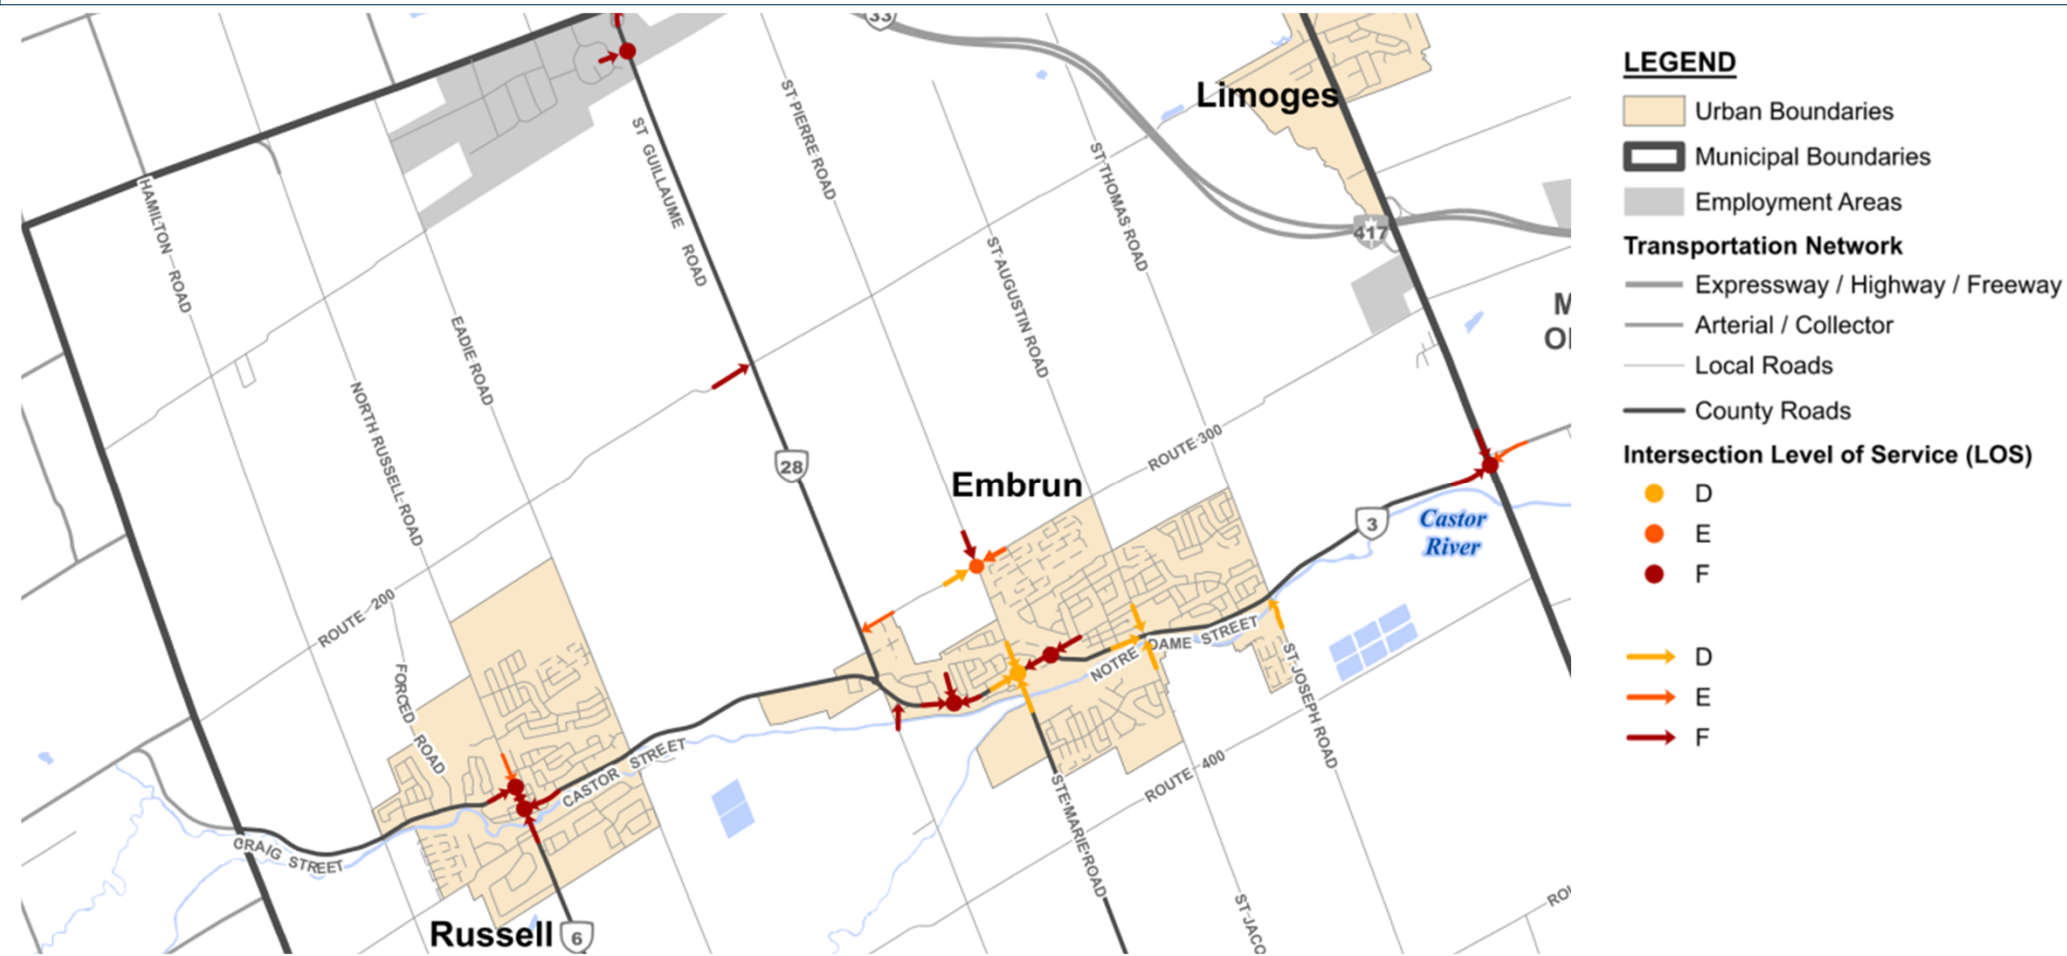 33
Limoges
LEGEND
Urban Boundaries
Municipal Boundaries
Employment Areas
Transportation Network
Expressway / Highway / Freeway
Arterial / Collector
Local Roads
County Roads
Intersection Level of Service (LOS)
D
E
F
D
E
F
HAMILTON ROAD
ST GUILLAUME ROAD
ST PIERRE ROAD
ST THOMAS ROAD
ST AUGUSTIN ROAD
417
EADIE ROAD
NORTH RUSSELL ROAD
28
Embrun
ROUTE 300
3
Castor
River
ROUTE 200
FORCED ROAD
NOTRE DAME STREET
ST JOSEPH ROAD
CASTOR STREET
ROUTE 400
STE MARIE ROAD
CRAIG STREET
Russell
6
ST JACQ